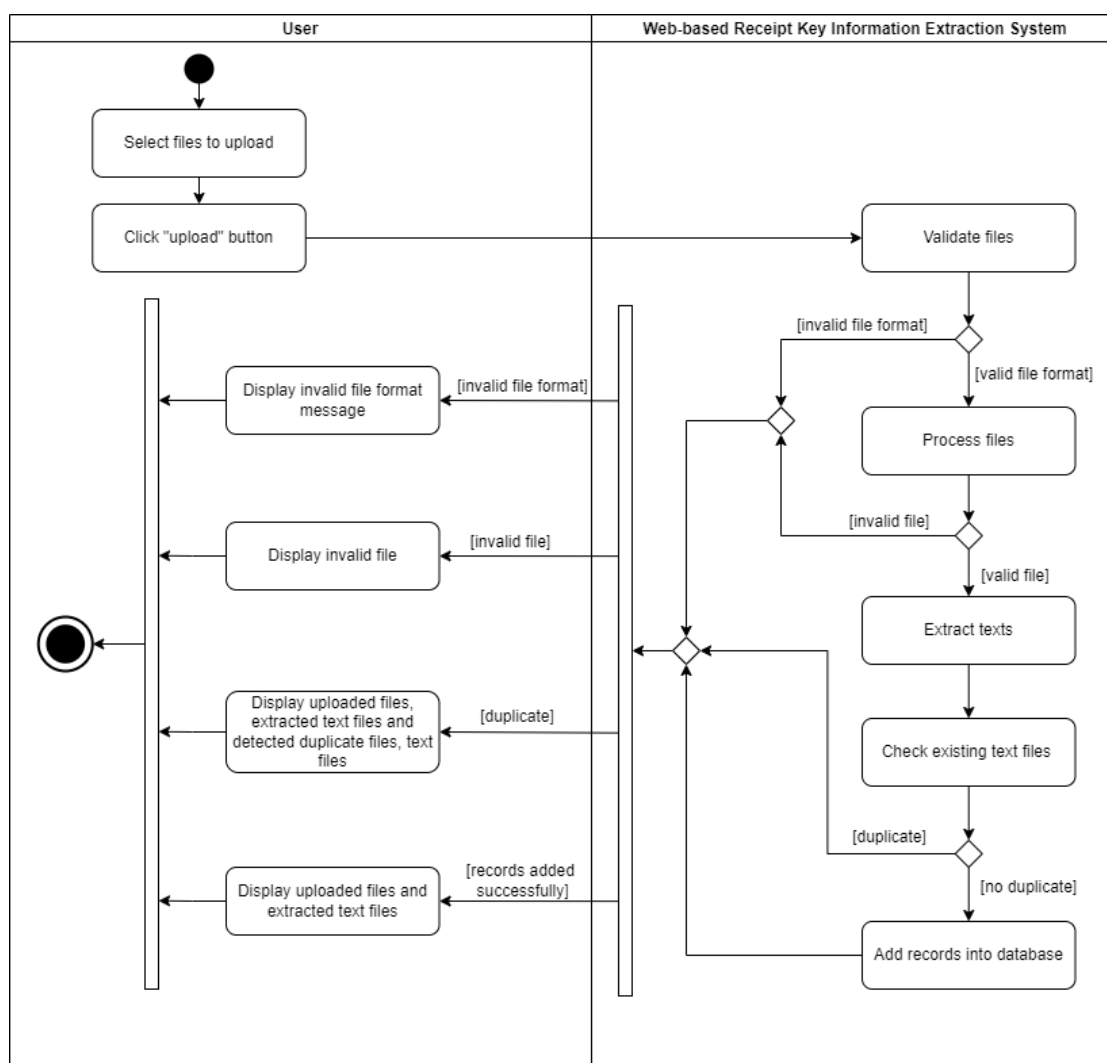 User
Web-based Receipt Key Information Extraction System
Select files to upload
Click "upload" button
Validate files
[invalid file format]
[valid file format]
Display invalid file format
message
[invalid file format]
Process files
[invalid file]
[valid file]
Display invalid file
[invalid file]
Extract texts
Display uploaded files,
extracted text files and
detected duplicate files, text
files
[duplicate]
Check existing text files
[duplicate]
[no duplicate]
Display uploaded files and
extracted text files
[records added
successfully]
Add records into database